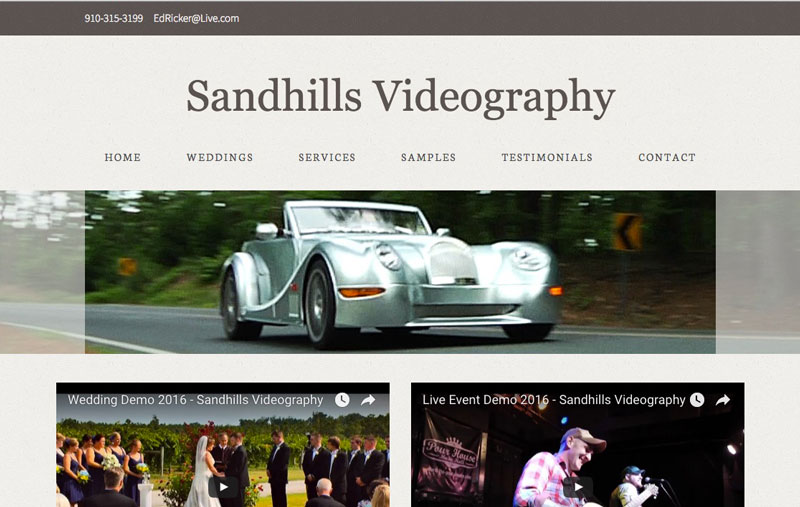 910-315-3199 EdRicker@Live.com
Sandhills Videography
HOME WEDDINGS SERVICES SAMPLES TESTIMONIALS CONTACT
Wedding Demo 2016 - Sandhills Videography
Live Event Demo 2016 - Sandhills Videography
Pour House